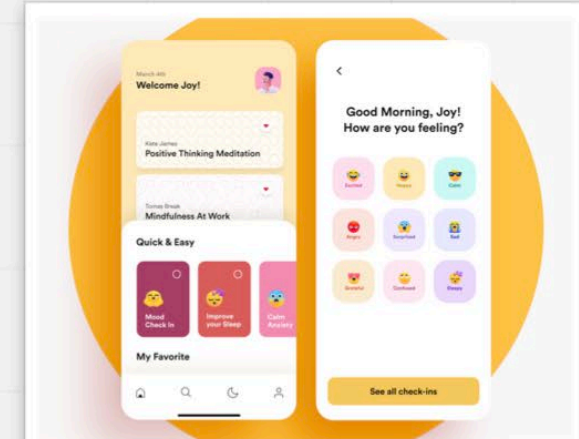 March 4th
Welcome Joy!
Kate James
Positive Thinking Meditation
Tomas Break
Mindfulness At Work
Quick & Easy
Mood
Check In
Improve
your Sleep
Calm
Anxiety
My Favorite
Good Morning, Joy!
How are you feeling?
Excited
Happy
Calm
Angry
Surprised
Sad
Grateful
Confused
Sleepy
See all check-ins